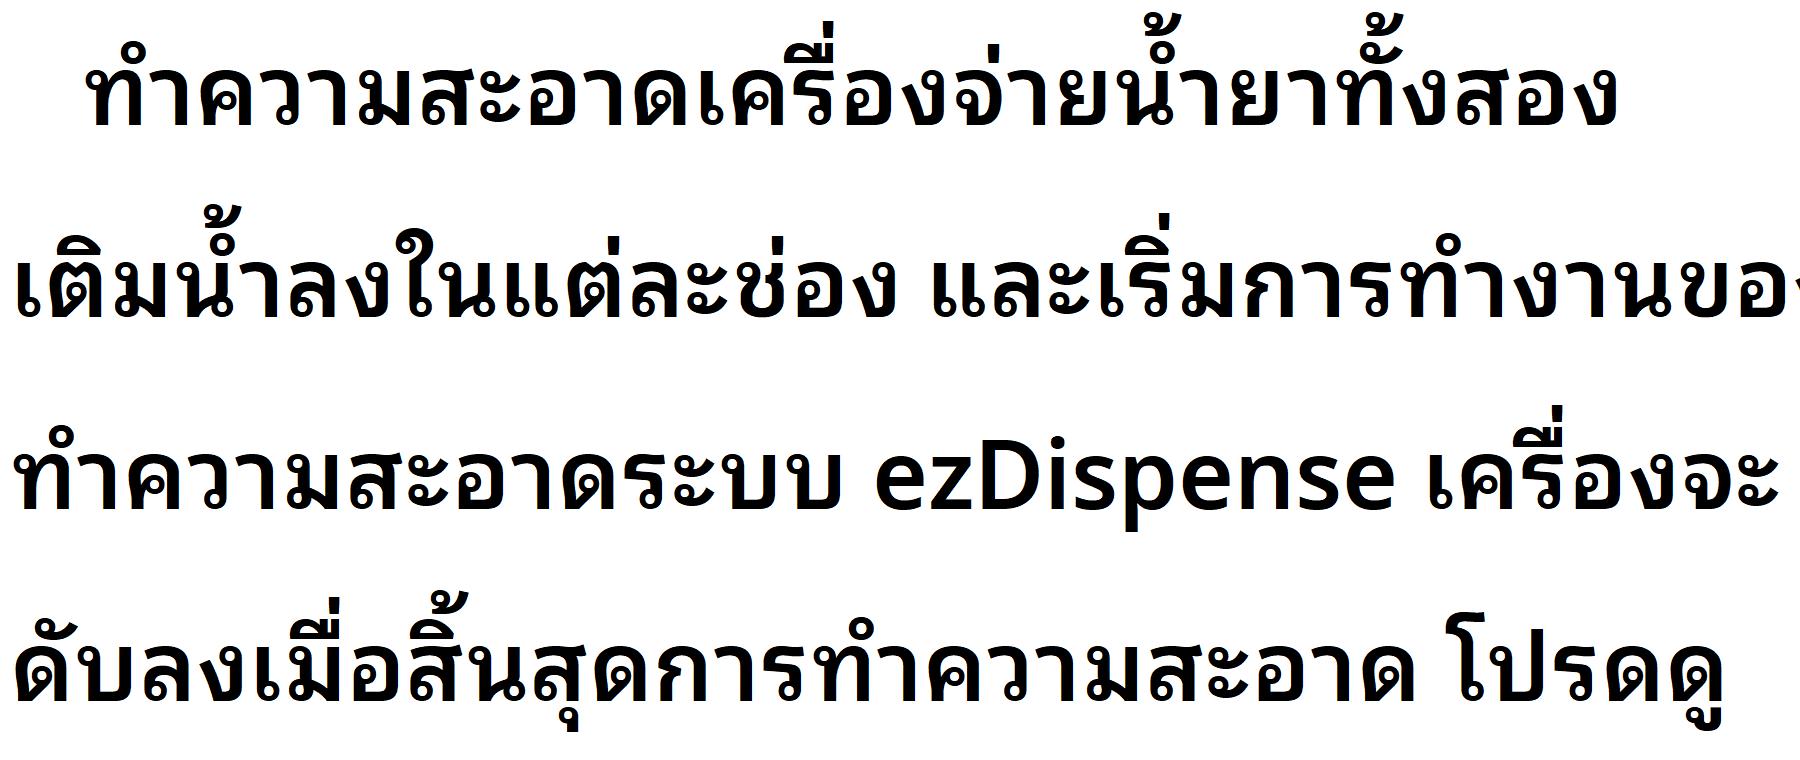 ทำความสะอาดเครื่องจ่ายน้ำยาทั้งสอง
เติมน้ำลงในแต่ละช่อง และเริ่มการทำงานขอ
ทำความสะอาดระบบ ezDispense เครื่องจะ
ดับลงเมื่อสิ้นสุดการทำความสะอาด โปรดดู